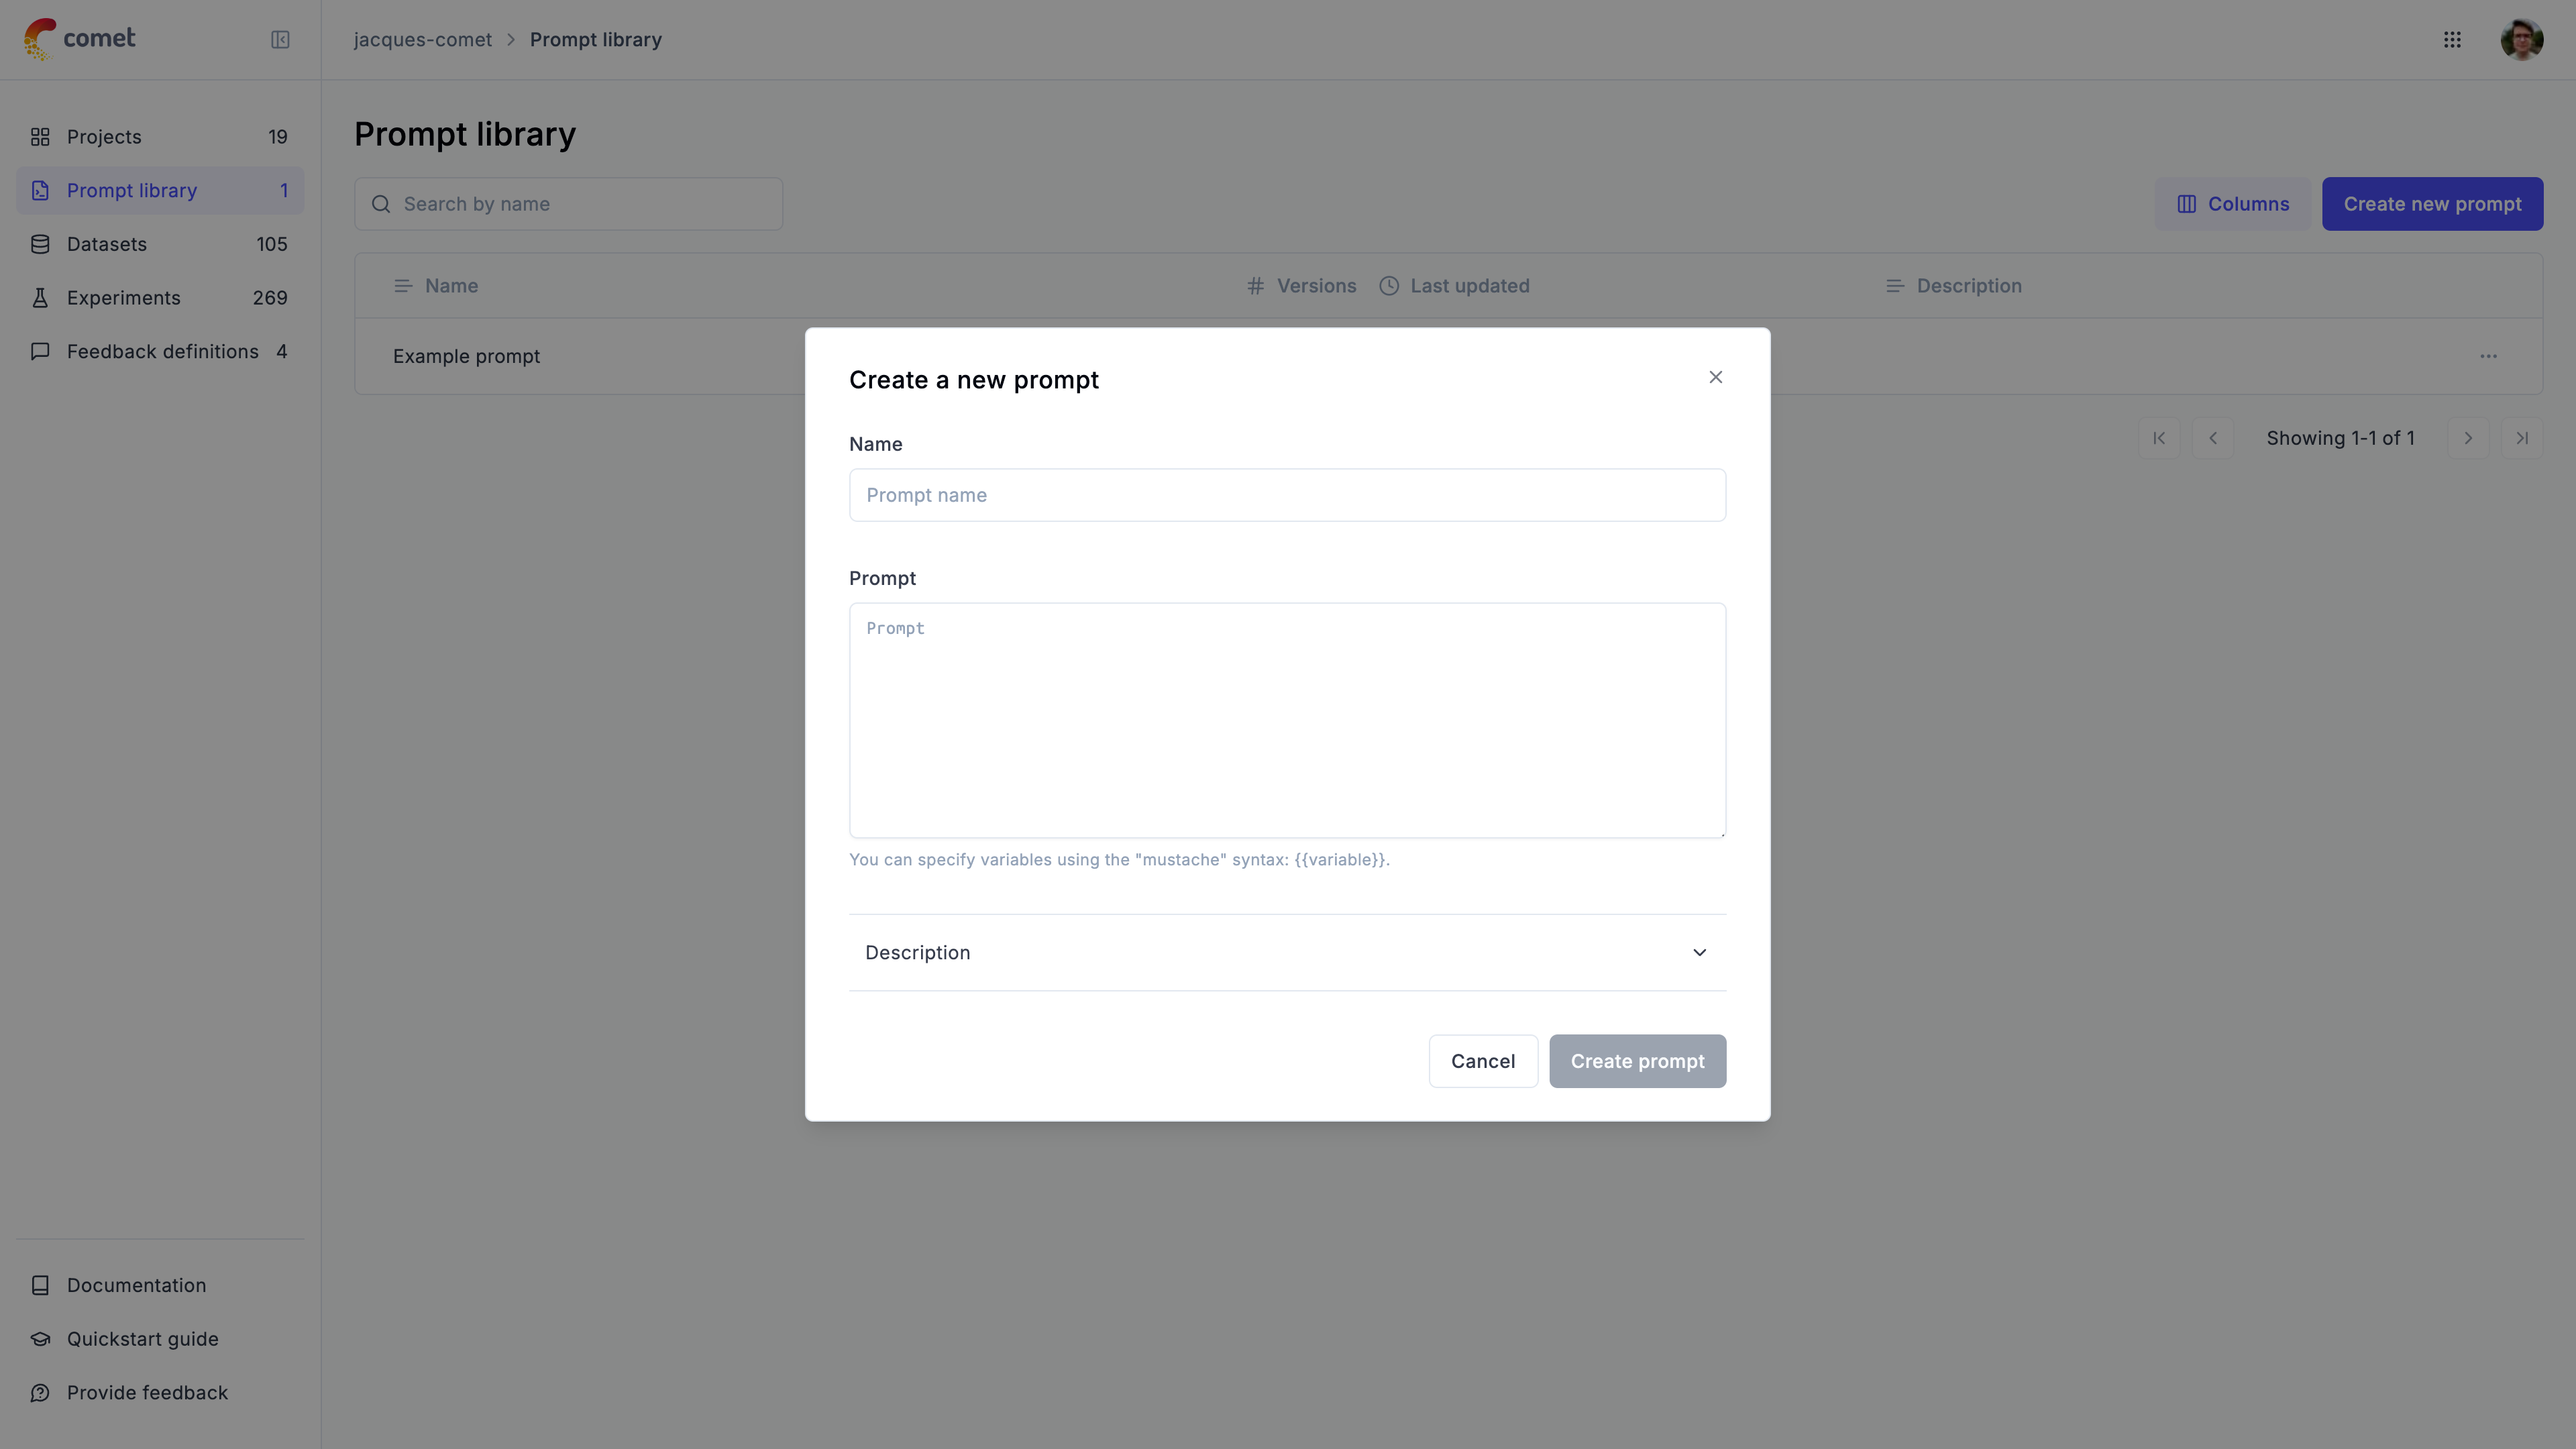 comet
jacques-comet > Prompt library
Projects 19
Prompt library 1
Datasets 105
Experiments 269
Feedback definitions 4
Documentation
Quickstart guide
Provide feedback
Prompt library
Search by name
Columns
Create new prompt
Name
# Versions
Last updated
Description
Example prompt
...
Showing 1-1 of 1
Create a new prompt
Name
Prompt name
Prompt
Prompt
You can specify variables using the "mustache" syntax: {{variable}}.
Description
Cancel
Create prompt